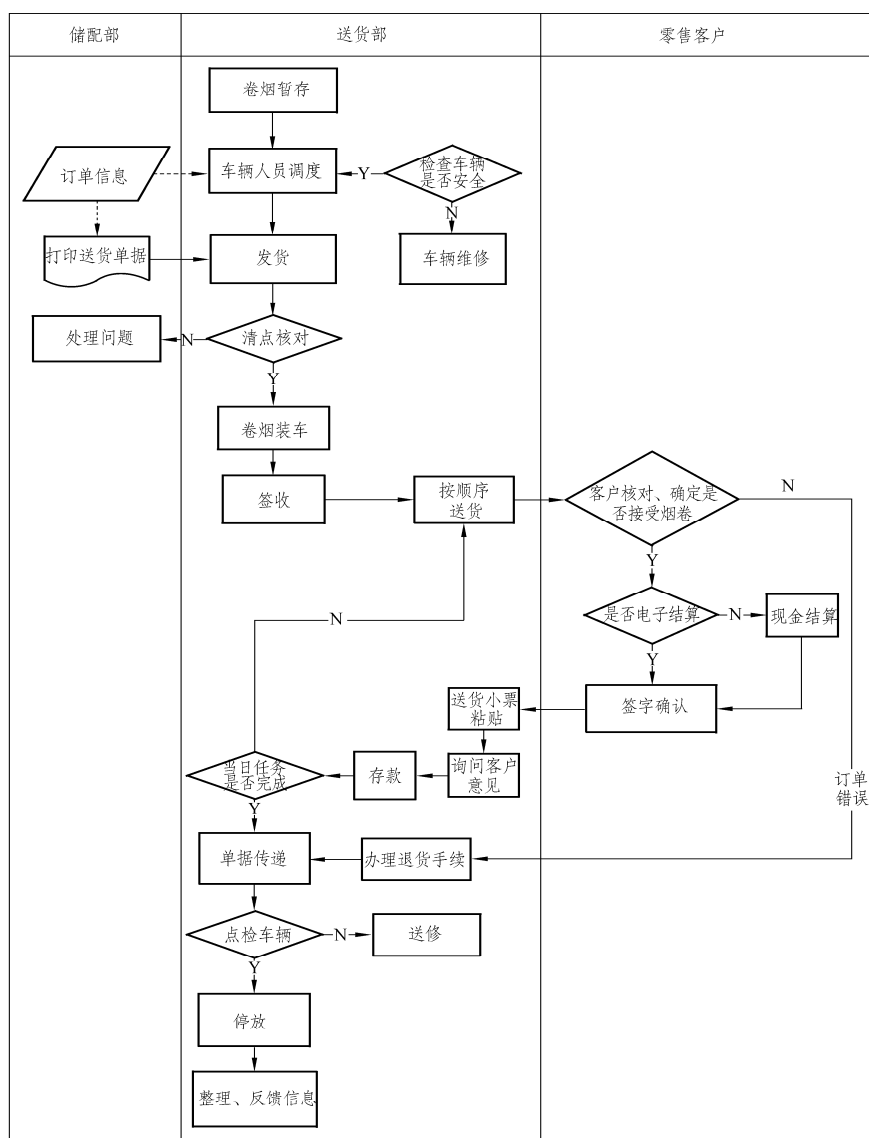 储配部
送货部
零售客户
卷烟暂存
订单信息
车辆人员调度
Y
检查车辆
是否安全
N
打印送货单据
发货
车辆维修
处理问题
N
清点核对
Y
卷烟装车
签收
按顺序
送货
客户核对、确定是
否接受烟卷
N
Y
是否电子结算
N
现金结算
N
Y
送货小票
粘贴
签字确认
当日任务
是否完成
存款
询问客户
意见
订单
错误
Y
单据传递
办理退货手续
点检车辆
N
送修
Y
停放
整理、反馈信息